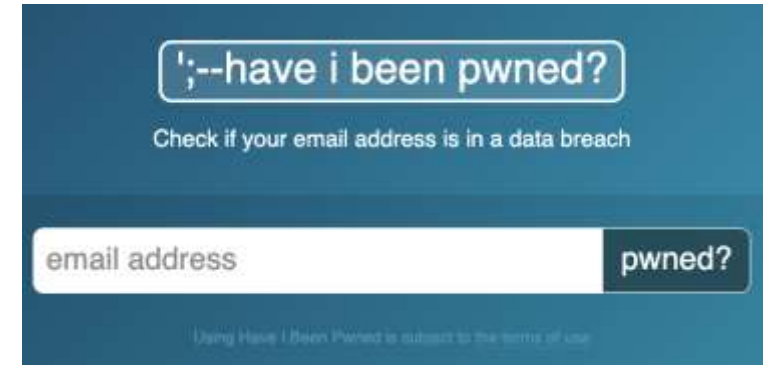 ';--have i been pwned?
Check if your email address is in a data breach
email address
pwned?
Using Have I Been Pwned is subject to the terms of use